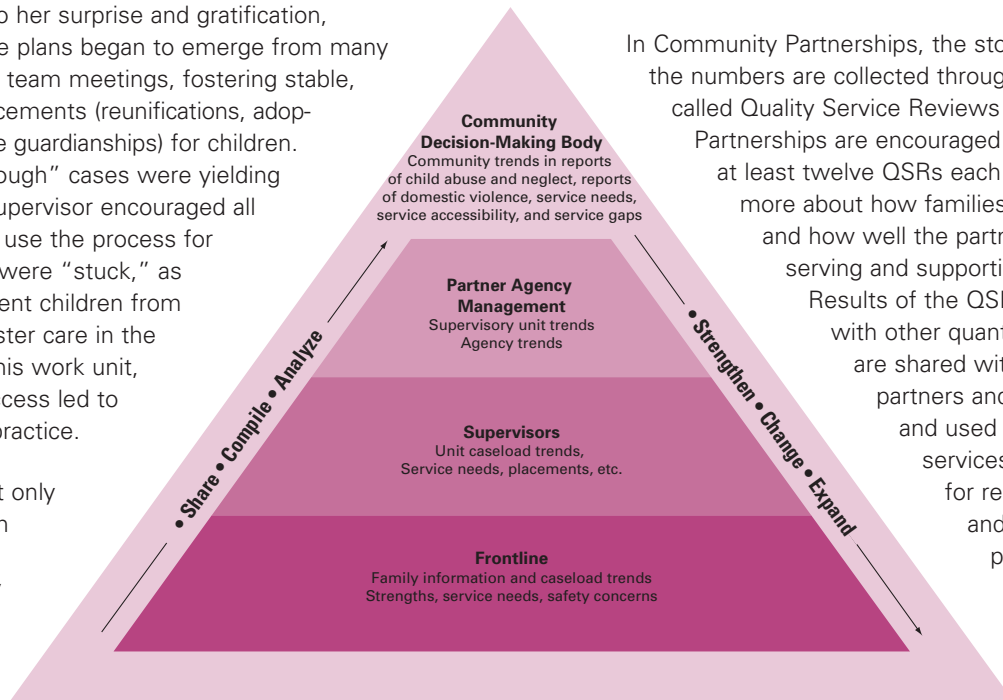 o her surprise and gratification,
e plans began to emerge from many
team meetings, fostering stable,
cements (reunifications, adop-
e guardianships) for children.
ough” cases were yielding
upervisor encouraged all
use the process for
were “stuck,” as
ent children from
ster care in the
his work unit,
ccess led to
practice.
t only
Community
Decision-Making Body
Community trends in reports
of child abuse and neglect, reports
of domestic violence, service needs,
service accessibility, and service gaps
Partner Agency
Management
Supervisory unit trends
Agency trends
Supervisors
Unit caseload trends,
Service needs, placements, etc.
Frontline
Family information and caseload trends
Strengths, service needs, safety concerns
• Share • Compile • Analyze
• Strengthen • Change • Expand
In Community Partnerships, the sto
the numbers are collected throug
called Quality Service Reviews
Partnerships are encouraged
at least twelve QSRs each
more about how families
and how well the partn
serving and supporti
Results of the QS
with other quant
are shared wit
partners and
and used
services
for re
and
p